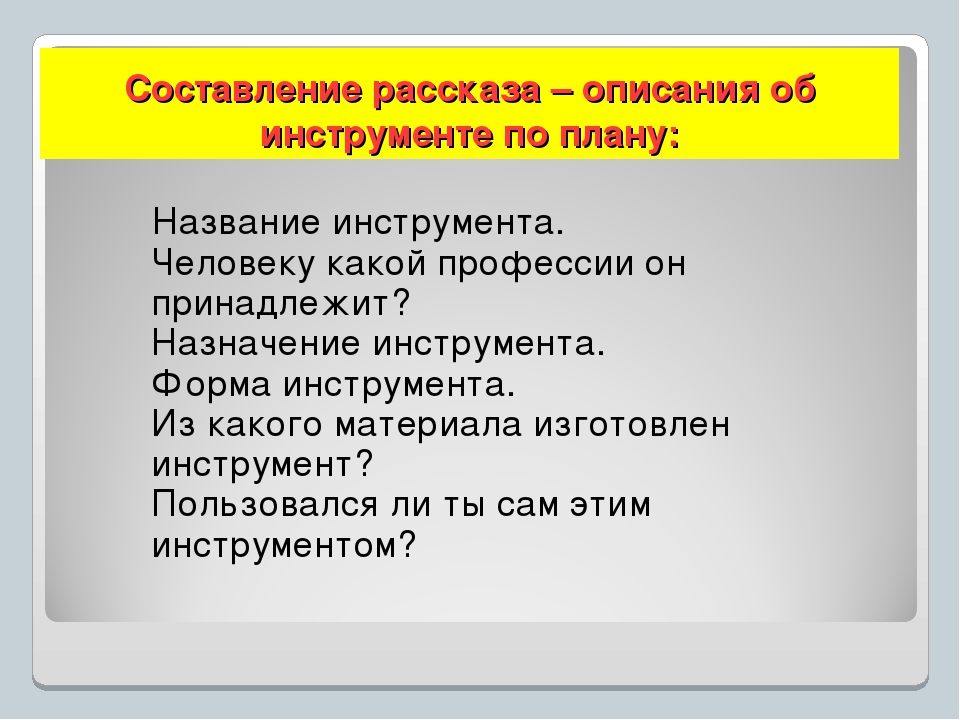 Составление рассказа – описания об
инструменте по плану:
Название инструмента.
Человеку какой профессии он
принадлежит?
Назначение инструмента.
Форма инструмента.
Из какого материала изготовлен
инструмент?
Пользовался ли ты сам этим
инструментом?